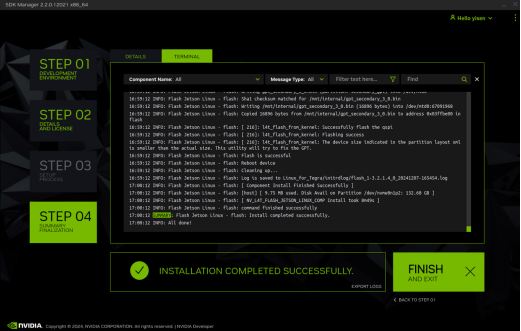 SDK Manager 2.2.0.12021 x86_64
Hello yisen
STEP 01
DEVELOPMENT
ENVIRONMENT
STEP 02
DETAILS
AND LICENSE
STEP 03
SETUP
PROCESS
STEP 04
SUMMARY
FINALIZATION
DETAILS
TERMINAL
Component Name: All
Message Type: All
Filter text here...
Find
16:59:12 INFO: Flash Jetson Linux - flash: Sha1 checksum matched for /mnt/internal/gpt_secondary_3_0.bin
16:59:12 INFO: Flash Jetson Linux - flash: Writing /mnt/internal/gpt_secondary_3_0.bin (16896 bytes) into /dev/mtd0:67091968
16:59:12 INFO: Flash Jetson Linux - flash: Copied 16896 bytes from /mnt/internal/gpt_secondary_3_0.bin to address 0x03ffbe00 in
flash
16:59:12 INFO: Flash Jetson Linux - flash: [ 216]: l4t_flash_from_kernel: Successfully flash the qspi
16:59:12 INFO: Flash Jetson Linux - flash: [ 216]: l4t_flash_from_kernel: Flashing success
16:59:12 INFO: Flash Jetson Linux - flash: [ 216]: l4t_flash_from_kernel: The device size indicated in the partition layout xml
is smaller than the actual size. This utility will try to fix the GPT.
16:59:12 INFO: Flash Jetson Linux - flash: Flash is successful
16:59:12 INFO: Flash Jetson Linux - flash: Reboot device
16:59:12 INFO: Flash Jetson Linux - flash: Cleaning up...
16:59:12 INFO: Flash Jetson Linux - flash: Log is saved to Linux_for_Tegra/initrdlog/flash_1-3.2.1.4_0_20241207-165454.log
17:00:12 INFO: Flash Jetson Linux - flash: [ Component Install Finished Successfully ]
17:00:12 INFO: Flash Jetson Linux - flash: [host] [ 9.75 MB used. Disk Avail on Partition /dev/nvme0n1p2: 132.60 GB ]
17:00:12 INFO: Flash Jetson Linux - flash: [ NV_L4T_FLASH_JETSON_LINUX_COMP Install took 8m49s ]
17:00:12 INFO: Flash Jetson Linux - flash: command finished successfully
17:00:12 SUMMARY: Flash Jetson Linux - flash: Install completed successfully.
17:00:12 INFO: All done!
INSTALLATION COMPLETED SUCCESSFULLY.
EXPORT LOGS
FINISH
AND EXIT
< BACK TO STEP 01
NVIDIA Copyright © 2024, NVIDIA CORPORATION. All rights reserved. | NVIDIA Developer